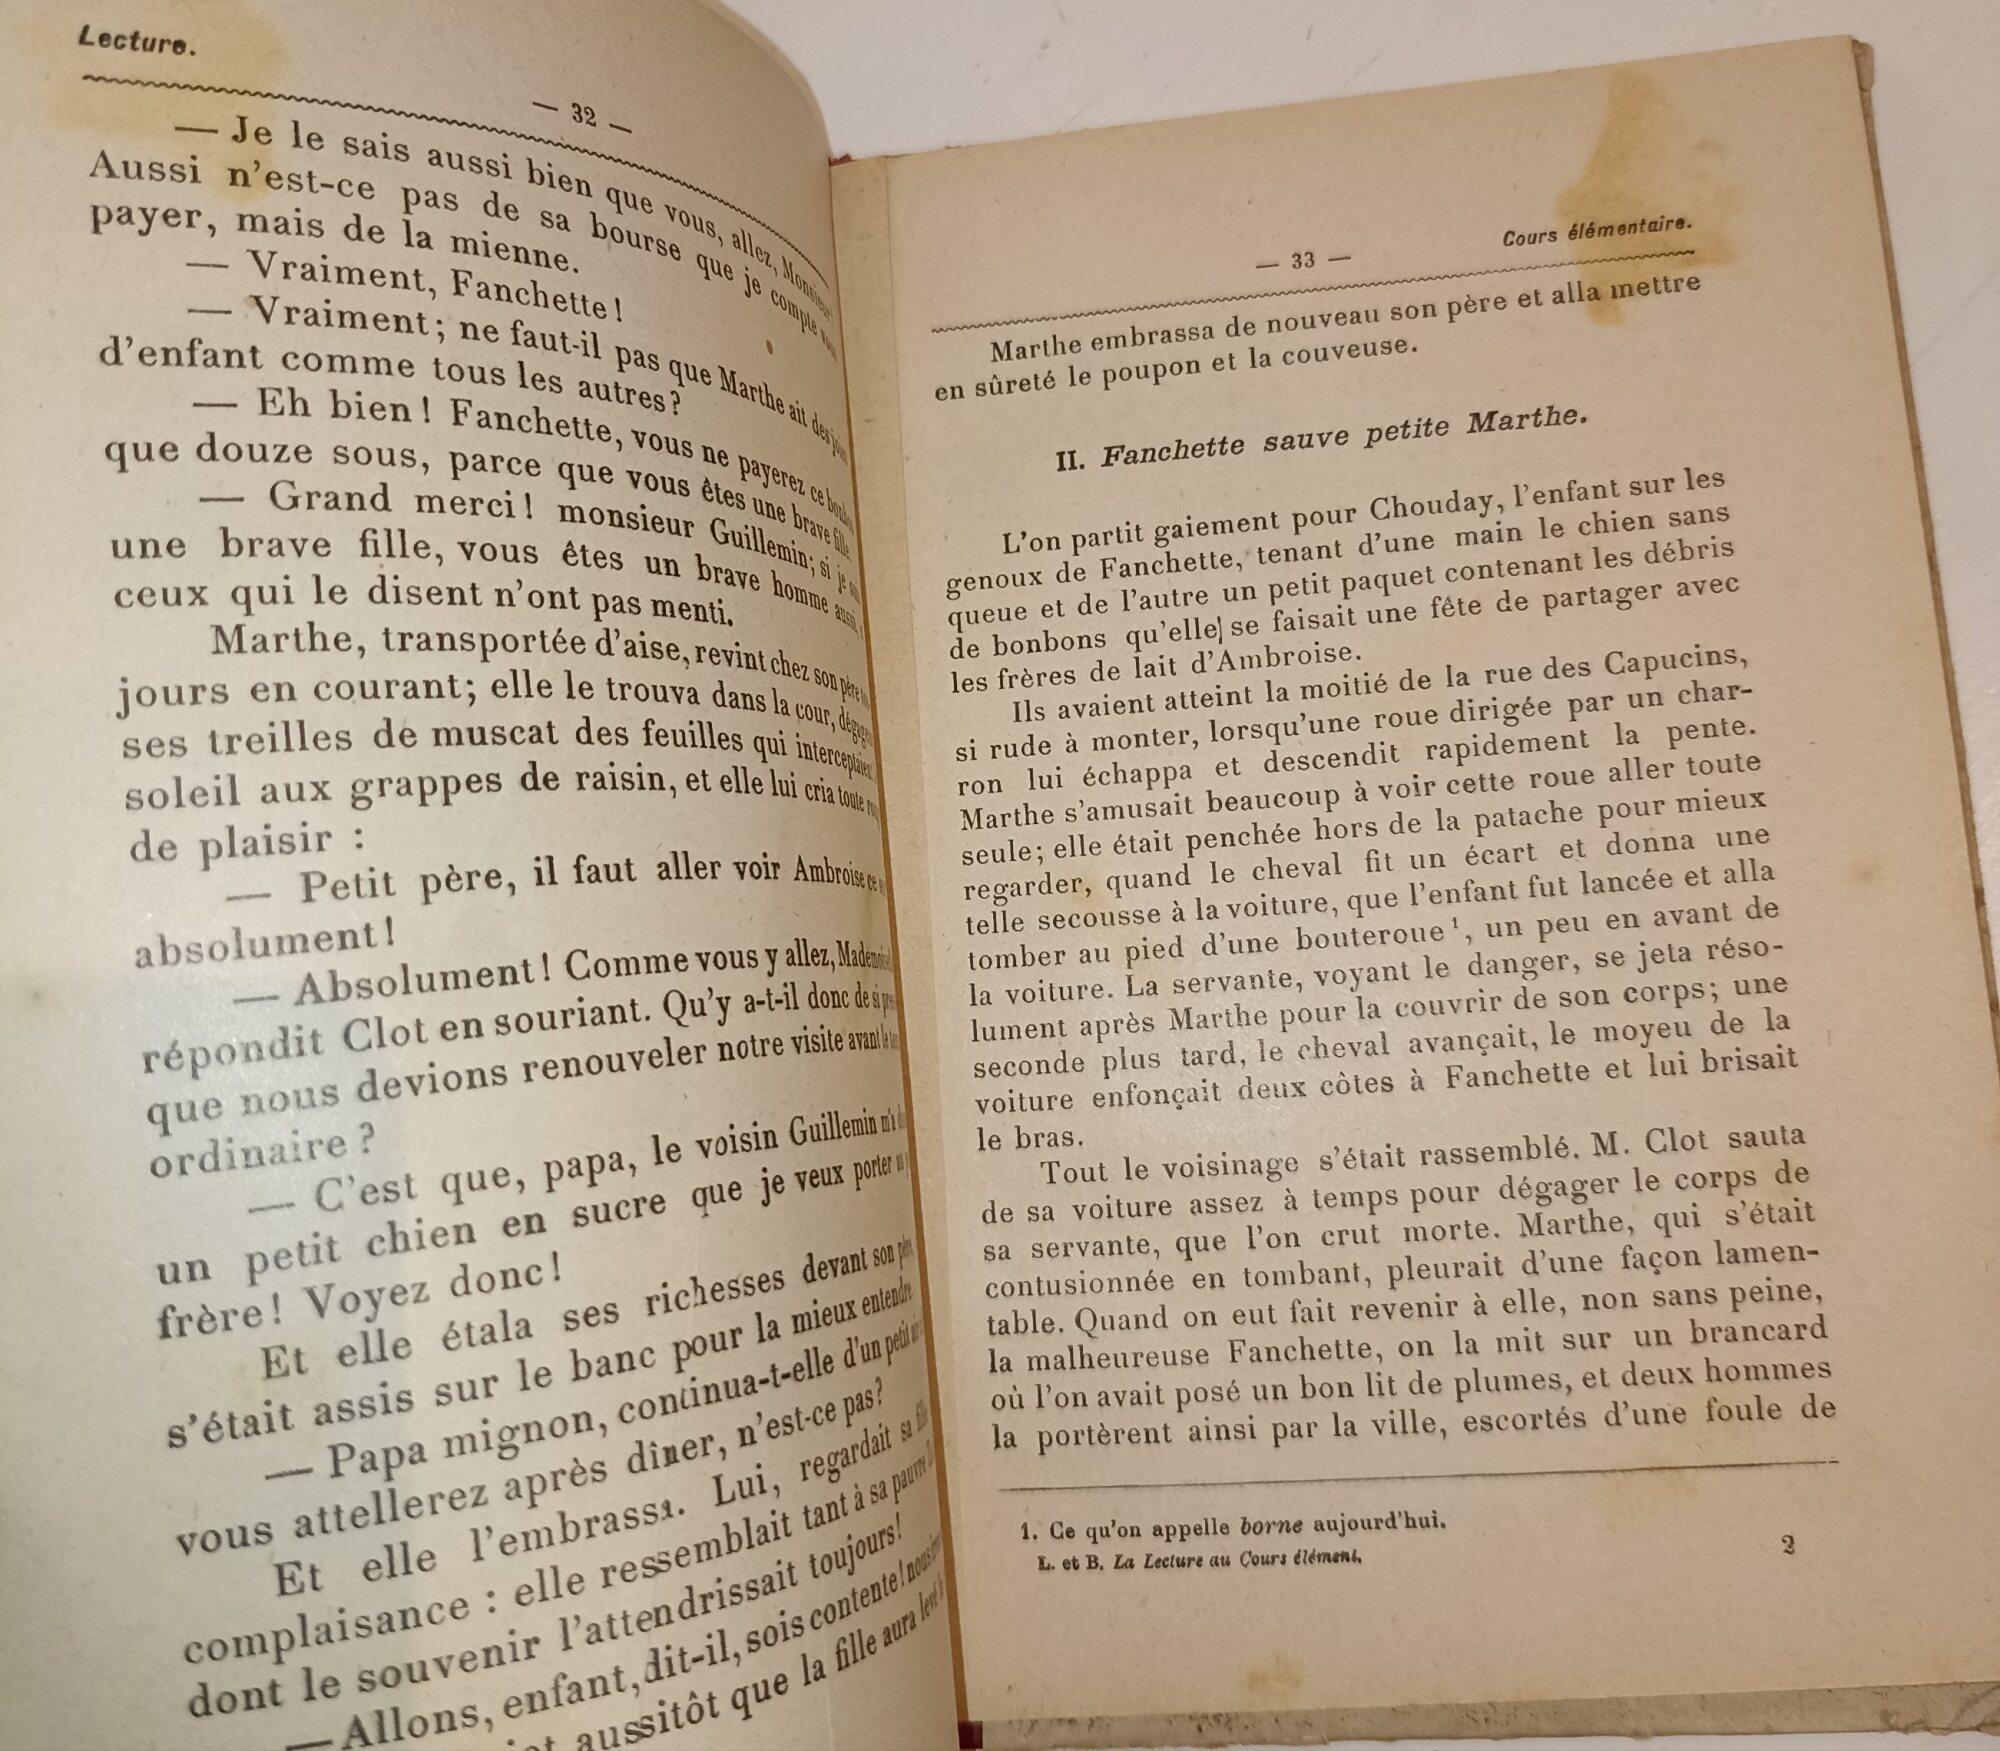 Lecture.
— 32 —
— Je le sais aussi bien que vous, allez, Monsieur!
Aussi n'est-ce pas de sa bourse que je compte vous
payer, mais de la mienne.
— Vraiment, Fanchette!
— Vraiment; ne faut-il pas que Marthe ait des
d'enfant comme tous les autres?
— Eh bien! Fanchette, vous ne payerez ce bonbon
que douze sous, parce que vous êtes une brave fille.
— Grand merci! monsieur Guillemin; si je
une brave fille, vous êtes un brave homme aussi,
ceux qui le disent n'ont pas menti.
Marthe, transportée d'aise, revint chez son père
jours en courant; elle le trouva dans la cour,
ses treilles de muscat des feuilles qui
soleil aux grappes de raisin, et elle lui cria toute
de plaisir :
— Petit père, il faut aller voir Ambroise ce
absolument!
— Absolument! Comme vous y allez,
répondit Clot en souriant. Qu'y a-t-il donc de si
que nous devions renouveler notre visite avant le
ordinaire?
— C'est que, papa, le voisin Guillemin m'a
un petit chien en sucre que je veux porter
frère! Voyez donc!
Et elle étala ses richesses devant son père,
s'était assis sur le banc pour la mieux entendre
— Papa mignon, continua-t-elle d'un petit
vous attellerez après dîner, n'est-ce pas?
Et elle l'embrassa. Lui, regardait sa fille
complaisance : elle ressemblait tant à sa pauvre
dont le souvenir l'attendrissait toujours!
— Allons, enfant, dit-il, sois contente! nous
aussitôt que la fille aura levé
— 33 —
Cours élémentaire.
Marthe embrassa de nouveau son père et alla mettre
en sûreté le poupon et la couveuse.
II. Fanchette sauve petite Marthe.
L'on partit gaiement pour Chouday, l'enfant sur les
genoux de Fanchette, tenant d'une main le chien sans
queue et de l'autre un petit paquet contenant les débris
de bonbons qu'elle se faisait une fête de partager avec
les frères de lait d'Ambroise.
Ils avaient atteint la moitié de la rue des Capucins,
si rude à monter, lorsqu'une roue dirigée par un char-
ron lui échappa et descendit rapidement la pente.
Marthe s'amusait beaucoup à voir cette roue aller toute
seule; elle était penchée hors de la patache pour mieux
regarder, quand le cheval fit un écart et donna une
telle secousse à la voiture, que l'enfant fut lancée et alla
tomber au pied d'une bouteroue¹, un peu en avant de
la voiture. La servante, voyant le danger, se jeta réso-
lument après Marthe pour la couvrir de son corps; une
seconde plus tard, le cheval avançait, le moyeu de la
voiture enfonçait deux côtes à Fanchette et lui brisait
le bras.
Tout le voisinage s'était rassemblé. M. Clot sauta
de sa voiture assez à temps pour dégager le corps de
sa servante, que l'on crut morte. Marthe, qui s'était
contusionnée en tombant, pleurait d'une façon lamen-
table. Quand on eut fait revenir à elle, non sans peine,
la malheureuse Fanchette, on la mit sur un brancard
où l'on avait posé un bon lit de plumes, et deux hommes
la portèrent ainsi par la ville, escortés d'une foule de
1. Ce qu'on appelle borne aujourd'hui.
L. et B. La Lecture au Cours élément.
2